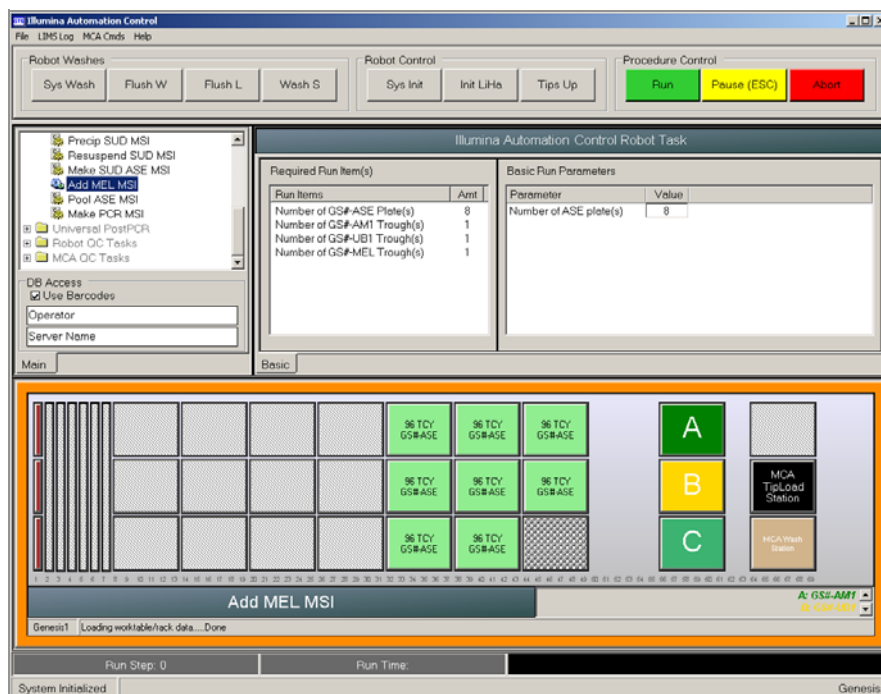 Illumina Automation Control
File LIMS Log MCA Cmds Help
Robot Washes
Sys Wash Flush W Flush L Wash S
Robot Control
Sys Init Init LiHa Tips Up
Procedure Control
Run Pause (ESC) Abort
Precip SUD MSI
Resuspend SUD MSI
Make SUD ASE MSI
Add MEL MSI
Pool ASE MSI
Make PCR MSI
Universal PostPCR
Robot QC Tasks
MCA QC Tasks
DB Access
Use Barcodes
Operator
Server Name
Main
Illumina Automation Control Robot Task
Required Run Item(s)
Run Items Amt
Number of GS#-ASE Plate(s) 8
Number of GS#-AM1 Trough(s) 1
Number of GS#-UB1 Trough(s) 1
Number of GS#-MEL Trough(s) 1
Basic Run Parameters
Parameter Value
Number of ASE plate(s) 8
Basic
96 TCY 96 TCY 96 TCY
GS#-ASE GS#-ASE GS#-ASE
A
96 TCY 96 TCY 96 TCY
GS#-ASE GS#-ASE GS#-ASE
B
MCA
TipLoad
Station
96 TCY 96 TCY
GS#-ASE GS#-ASE
C
MCA Wash
Station
Add MEL MSI
A: GS#-AM1
B: GS#-UB1
Genesis1 Loading worktable/rack data.....Done
Run Step: 0 Run Time:
System Initialized Genesis